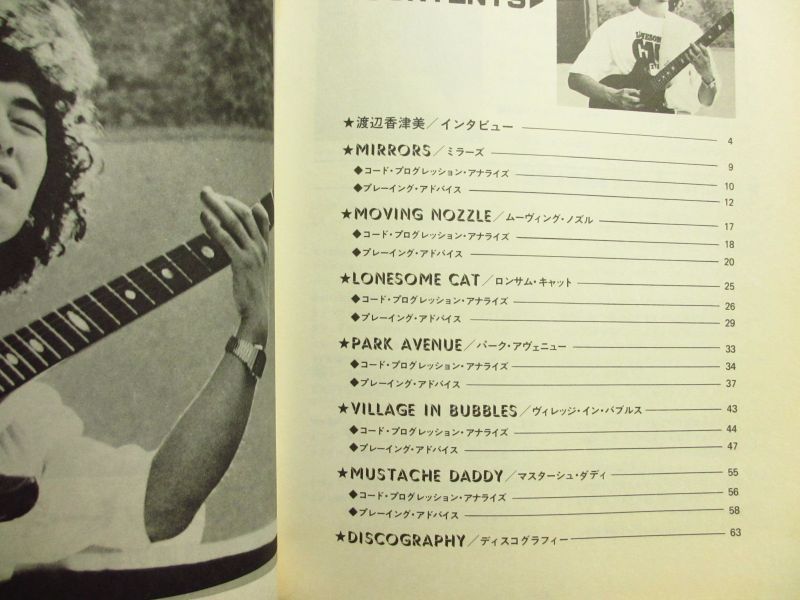 CONTENTS▶
LONESOME
CAT
★渡辺香津美／インタビュー 4
★MIRRORS／ミラーズ 9
◆コード・プログレッション・アナライズ 10
◆プレーイング・アドバイス 12
★MOVING NOZZLE／ムーヴィング・ノズル 17
◆コード・プログレッション・アナライズ 18
◆プレーイング・アドバイス 20
★LONESOME CAT／ロンサム・キャット 25
◆コード・プログレッション・アナライズ 26
◆プレーイング・アドバイス 29
★PARK AVENUE／パーク・アヴェニュー 33
◆コード・プログレッション・アナライズ 34
◆プレーイング・アドバイス 37
★VILLAGE IN BUBBLES／ヴィレッジ・イン・バブルス 43
◆コード・プログレッション・アナライズ 44
◆プレーイング・アドバイス 47
★MUSTACHE DADDY／マスターシュ・ダディ 55
◆コード・プログレッション・アナライズ 56
◆プレーイング・アドバイス 58
★DISCOGRAPHY／ディスコグラフィー 63